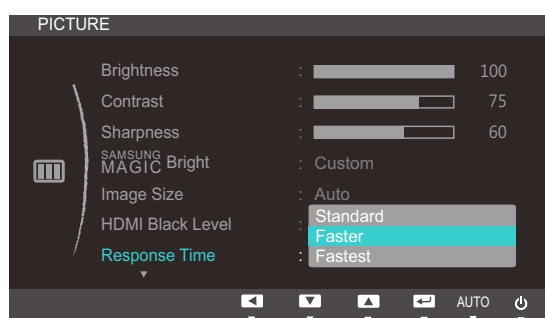 PICTURE
Brightness : 100
Contrast : 75
Sharpness : 60
SAMSUNG MAGIC Bright : Custom
Image Size : Auto
HDMI Black Level :
Response Time :
Standard
Faster
Fastest
AUTO